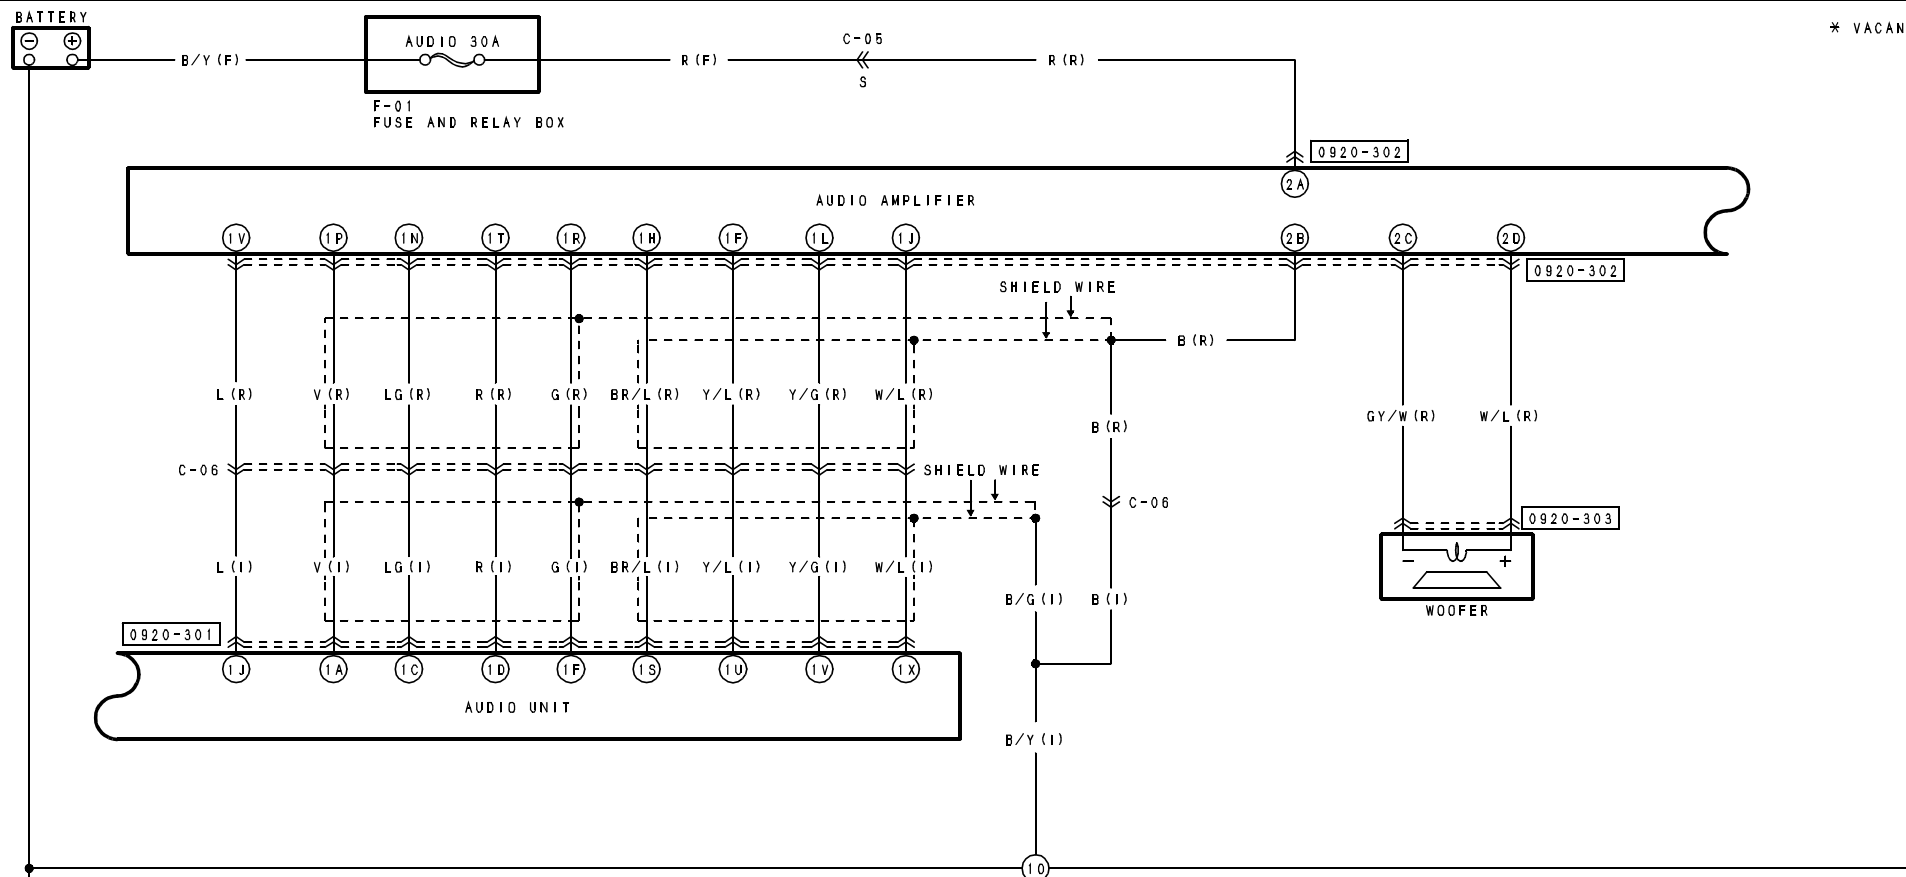 BATTERY
* VACAN
C-05
AUDIO 30A
B/Y(F) R(F) R(R)
S
F-01
FUSE AND RELAY BOX
0920-302
2A
AUDIO AMPLIFIER
1V 1P 1N 1T 1R 1H 1F 1L 1J 2B 2C 2D
0920-302
SHIELD WIRE
B(R)
L(R) V(R) LG(R) R(R) G(R) BR/L(R) Y/L(R) Y/G(R) W/L(R)
GY/W(R) W/L(R)
B(R)
C-06 SHIELD WIRE
C-06
0920-303
L(I) V(I) LG(I) R(I) G(I) BR/L(I) Y/L(I) Y/G(I) W/L(I)
B/G(I) B(I)
WOOFER
0920-301
1J 1A 1C 1D 1F 1S 1U 1V 1X
AUDIO UNIT
B/Y(I)
10